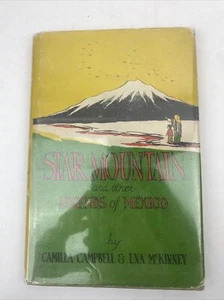 STAR MOUNTAIN
and other
LEGENDS of MEXICO
by
CAMILLA CAMPBELL & ENA McKINNEY